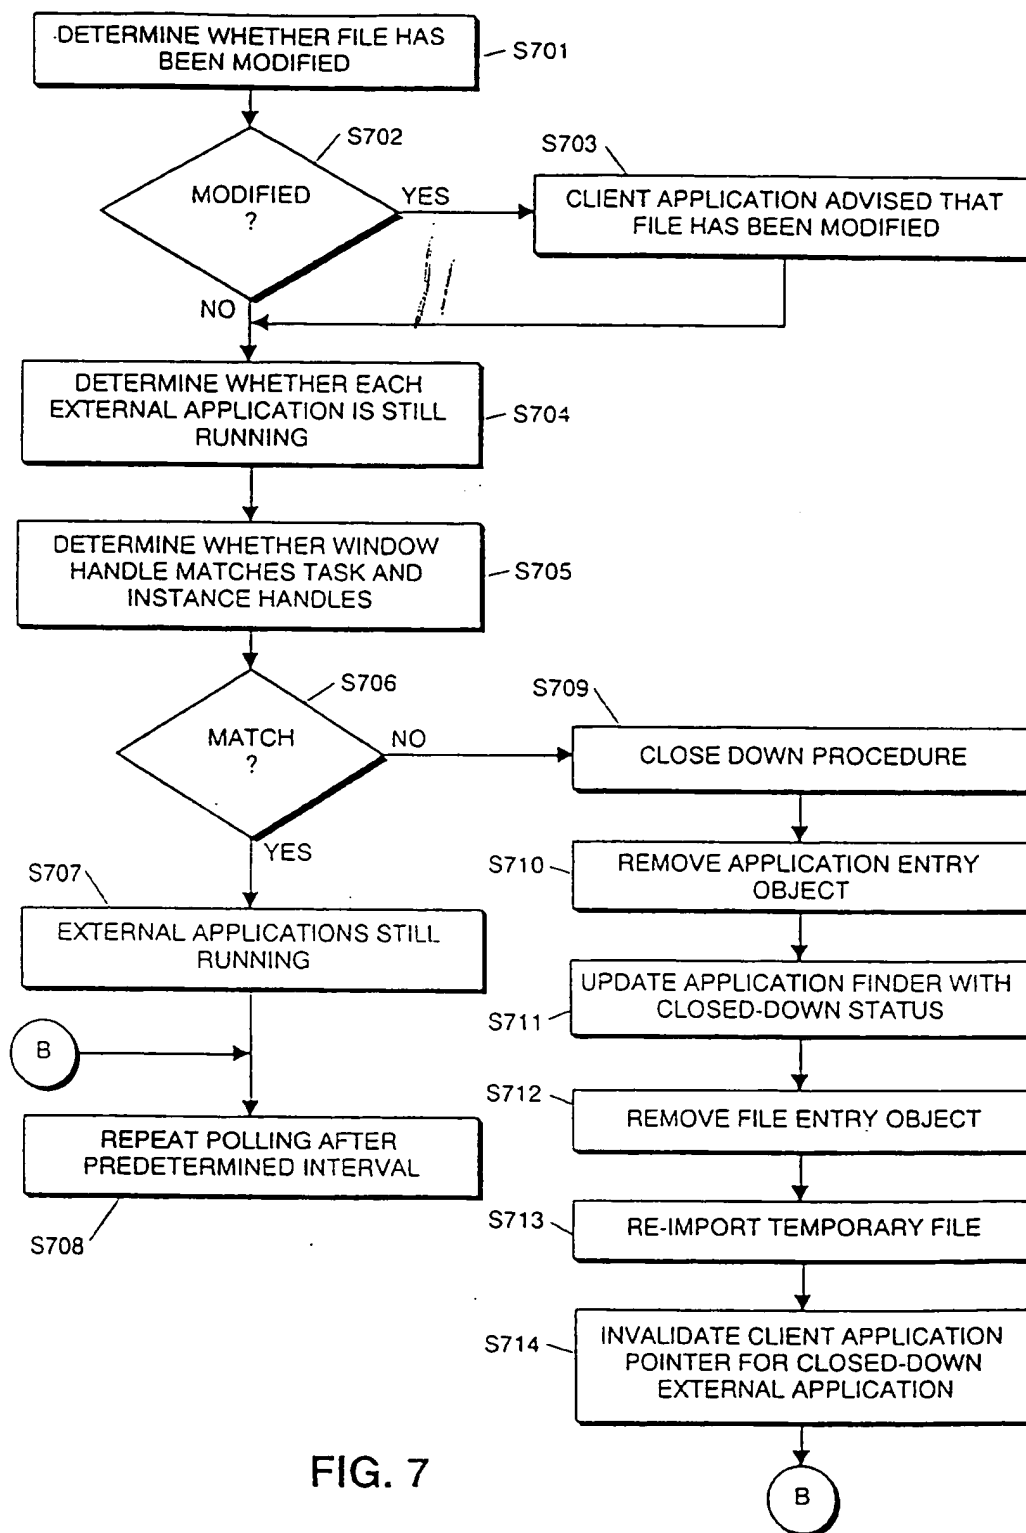 DETERMINE WHETHER FILE HAS
BEEN MODIFIED
S701
S702
MODIFIED
?
YES
NO
S703
CLIENT APPLICATION ADVISED THAT
FILE HAS BEEN MODIFIED
DETERMINE WHETHER EACH
EXTERNAL APPLICATION IS STILL
RUNNING
S704
DETERMINE WHETHER WINDOW
HANDLE MATCHES TASK AND
INSTANCE HANDLES
S705
S706
MATCH
?
NO
YES
S707
EXTERNAL APPLICATIONS STILL
RUNNING
B
REPEAT POLLING AFTER
PREDETERMINED INTERVAL
S708
S709
CLOSE DOWN PROCEDURE
S710
REMOVE APPLICATION ENTRY
OBJECT
UPDATE APPLICATION FINDER WITH
CLOSED-DOWN STATUS
S711
S712
REMOVE FILE ENTRY OBJECT
S713
RE-IMPORT TEMPORARY FILE
S714
INVALIDATE CLIENT APPLICATION
POINTER FOR CLOSED-DOWN
EXTERNAL APPLICATION
B
FIG. 7